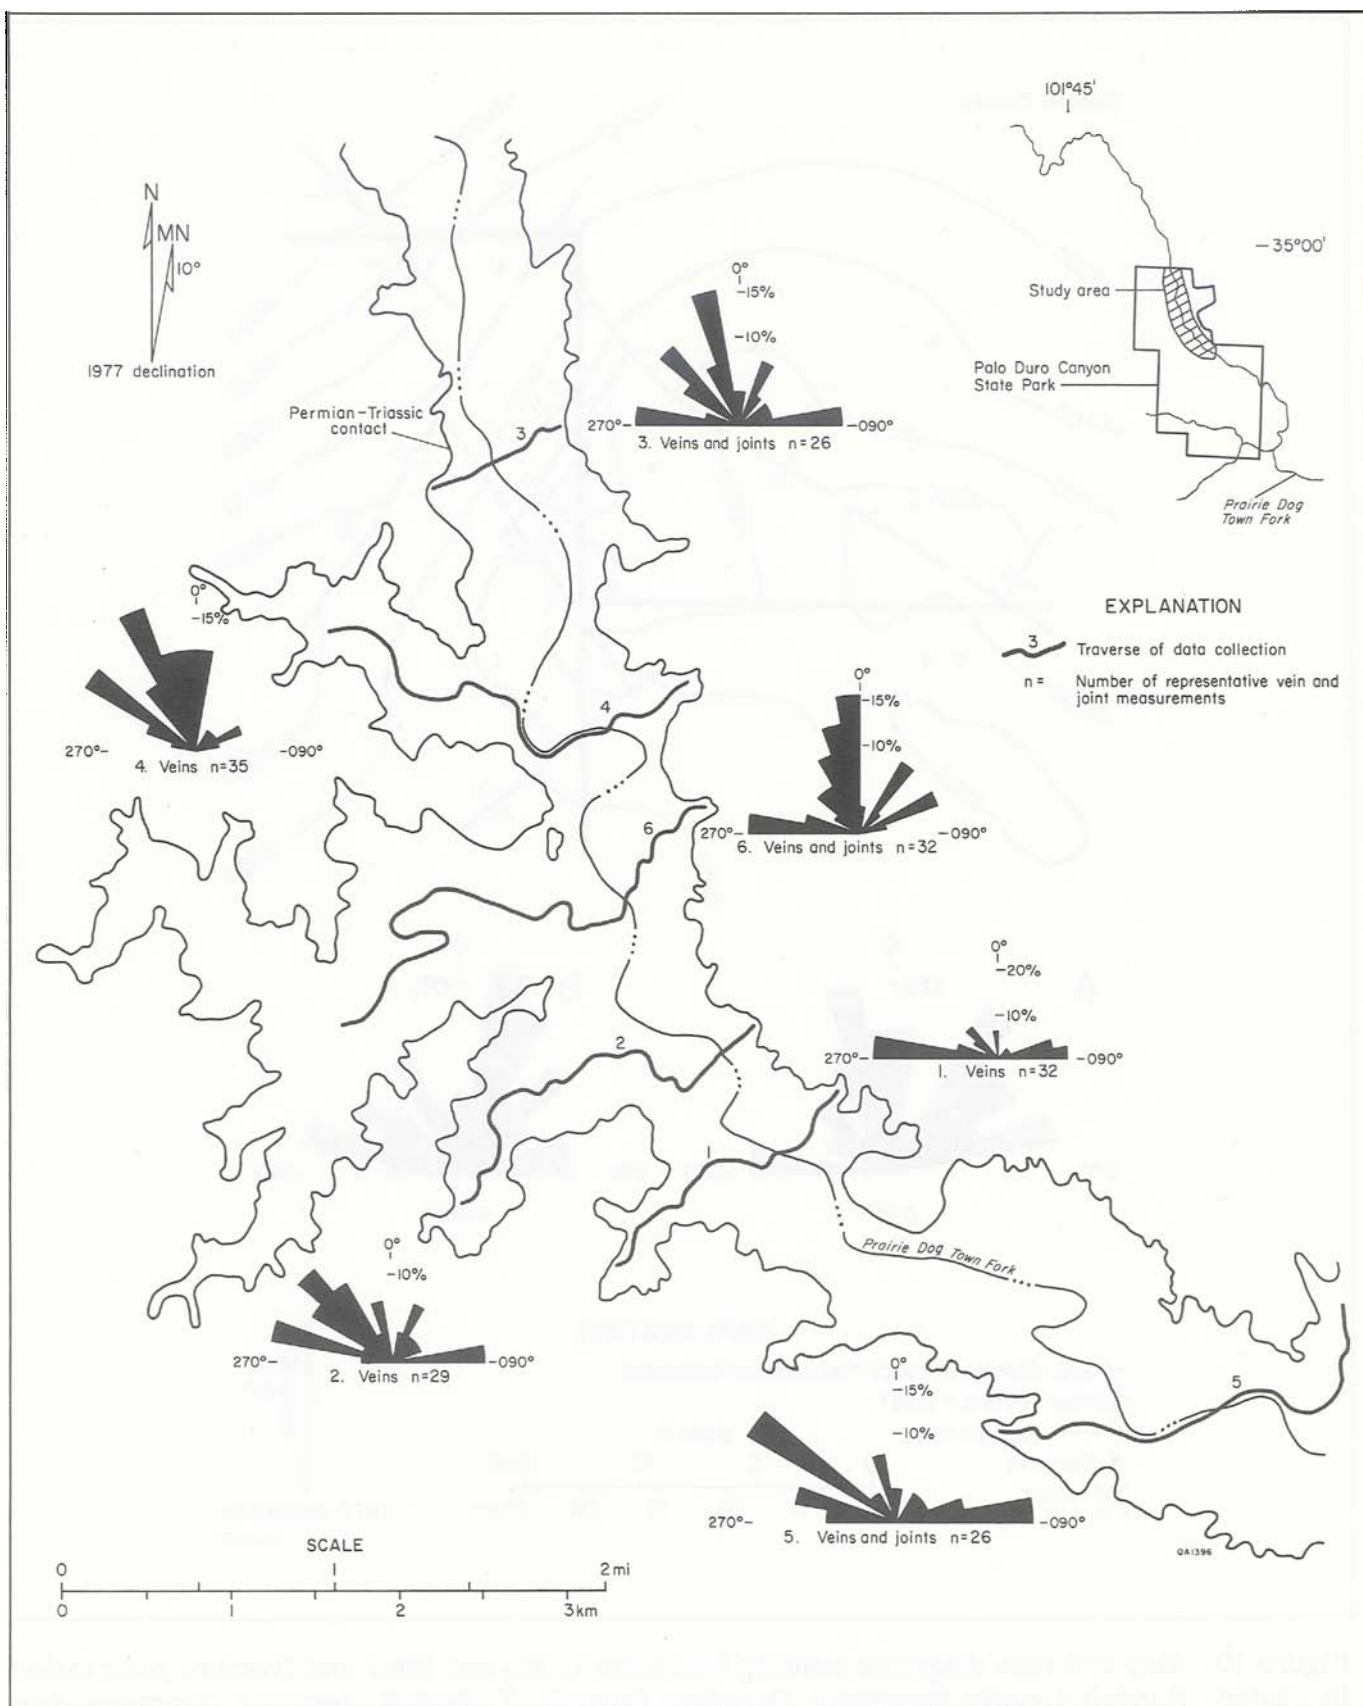 101°45'
N
MN
10°
1977 declination
-35°00'
Study area
Palo Duro Canyon
State Park
Prairie Dog
Town Fork
0°
-15%
-10%
270°-
-090°
3. Veins and joints n=26
Permian-Triassic
contact
3
EXPLANATION
3
Traverse of data collection
n =
Number of representative vein and
joint measurements
0°
-15%
270°-
-090°
4. Veins n=35
4
0°
-15%
-10%
270°-
-090°
6. Veins and joints n=32
6
0°
-20%
-10%
270°-
-090°
1. Veins n=32
2
1
Prairie Dog Town Fork
0°
-10%
270°-
-090°
2. Veins n=29
0°
-15%
-10%
270°-
-090°
5. Veins and joints n=26
5
QA1396
SCALE
0 1 2 mi
0 1 2 3 km